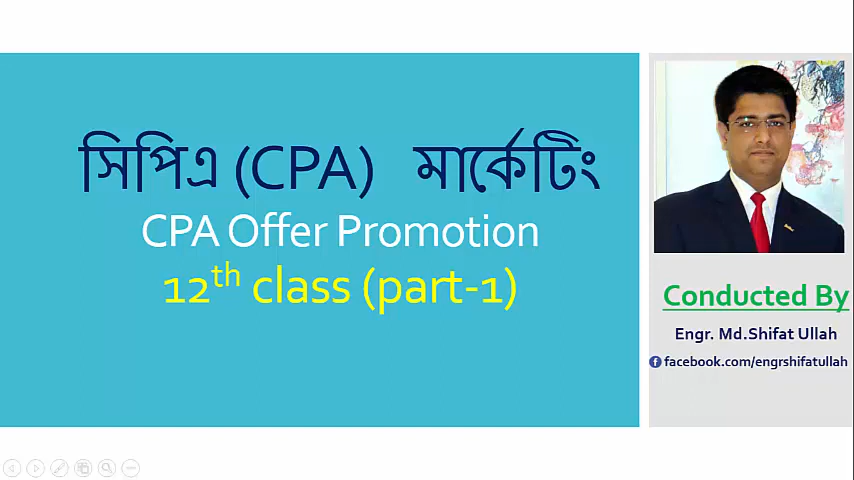 সিপিএ (CPA) মার্কেটিং
CPA Offer Promotion
12th class (part-1)
Conducted By
Engr. Md.Shifat Ullah
facebook.com/engrshifatullah